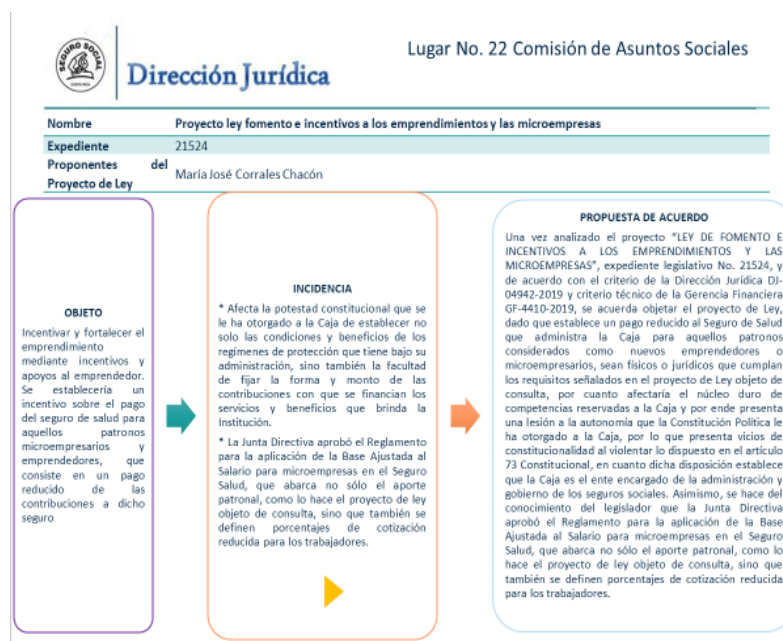 SEGURO SOCIAL
COSTA RICA
Dirección Jurídica
Lugar No. 22 Comisión de Asuntos Sociales
Nombre Proyecto ley fomento e incentivos a los emprendimientos y las microempresas
Expediente 21524
Proponentes del
Proyecto de Ley María José Corrales Chacón
OBJETO
Incentivar y fortalecer el
emprendimiento
mediante incentivos y
apoyos al emprendedor.
Se establecería un
incentivo sobre el pago
del seguro de salud para
aquellos patronos
microempresarios y
emprendedores, que
consiste en un pago
reducido de las
contribuciones a dicho
seguro
INCIDENCIA
* Afecta la potestad constitucional que se
le ha otorgado a la Caja de establecer no
solo las condiciones y beneficios de los
regímenes de protección que tiene bajo su
administración, sino también la facultad
de fijar la forma y monto de las
contribuciones con que se financian los
servicios y beneficios que brinda la
Institución.
* La Junta Directiva aprobó el Reglamento
para la aplicación de la Base Ajustada al
Salario para microempresas en el Seguro
Salud, que abarca no sólo el aporte
patronal, como lo hace el proyecto de ley
objeto de consulta, sino que también se
definen porcentajes de cotización
reducida para los trabajadores.
PROPUESTA DE ACUERDO
Una vez analizado el proyecto "LEY DE FOMENTO E
INCENTIVOS A LOS EMPRENDIMIENTOS Y LAS
MICROEMPRESAS", expediente legislativo No. 21524, y
de acuerdo con el criterio de la Dirección Jurídica DJ-
04942-2019 y criterio técnico de la Gerencia Financiera
GF-4410-2019, se acuerda objetar el proyecto de Ley,
dado que establece un pago reducido al Seguro de Salud
que administra la Caja para aquellos patronos
considerados como nuevos emprendedores o
microempresarios, sean físicos o jurídicos que cumplan
los requisitos señalados en el proyecto de Ley objeto de
consulta, por cuanto afectaría el núcleo duro de
competencias reservadas a la Caja y por ende presenta
una lesión a la autonomía que la Constitución Política le
ha otorgado a la Caja, por lo que presenta vicios de
constitucionalidad al violentar lo dispuesto en el artículo
73 Constitucional, en cuanto dicha disposición establece
que la Caja es el ente encargado de la administración y
gobierno de los seguros sociales. Asimismo, se hace del
conocimiento del legislador que la Junta Directiva
aprobó el Reglamento para la aplicación de la Base
Ajustada al Salario para microempresas en el Seguro
Salud, que abarca no sólo el aporte patronal, como lo
hace el proyecto de ley objeto de consulta, sino que
también se definen porcentajes de cotización reducida
para los trabajadores.